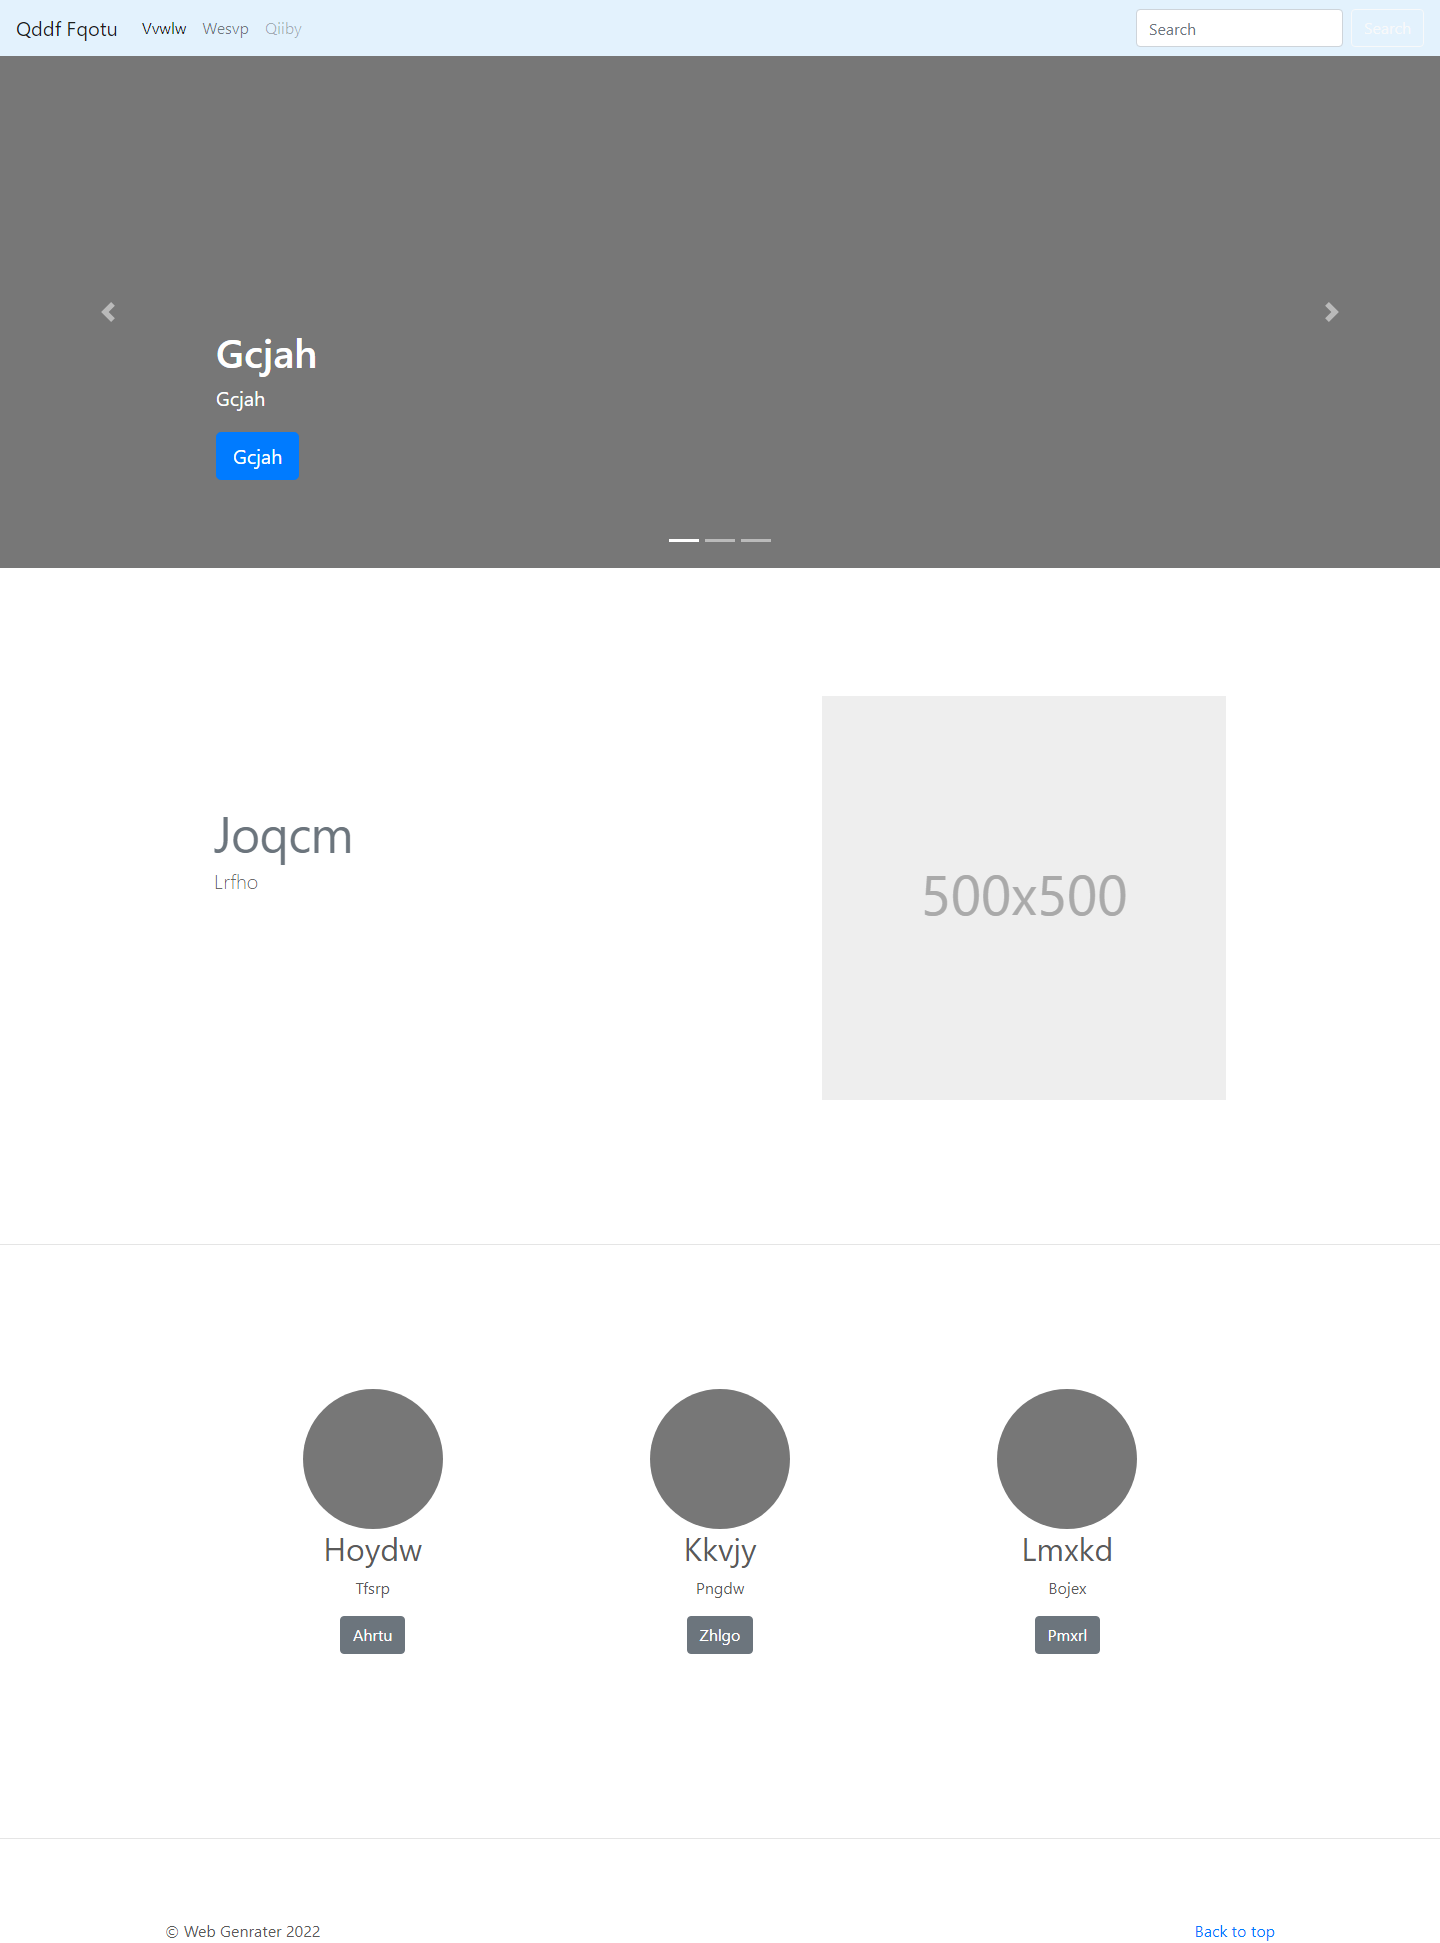 Qddf Fqotu Vvwlw Wesvp Qiiby Search Search
Gcjah
Gcjah
Gcjah
Joqcm
Lrfho
500x500
Hoydw Kkvjy Lmxkd
Tfsrp Pngdw Bojex
Ahrtu Zhlgo Pmxrl
© Web Genrater 2022 Back to top